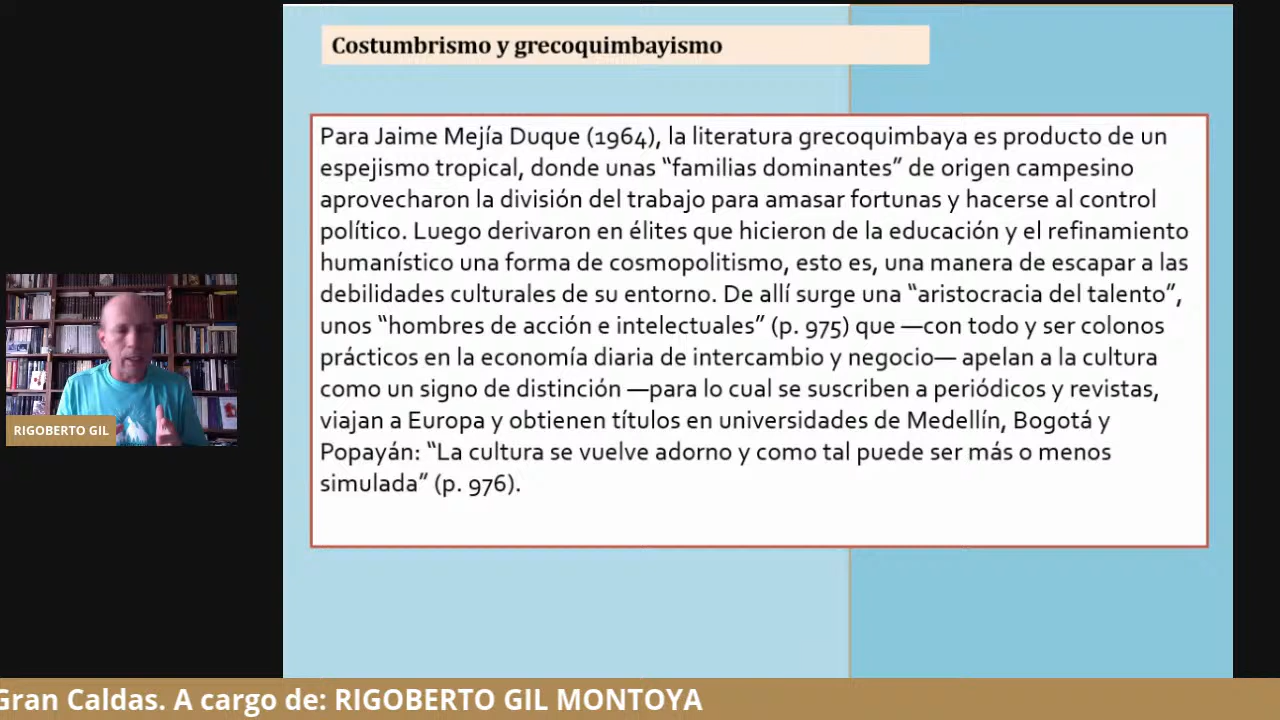 Costumbrismo y grecoquimbayismo
Para Jaime Mejía Duque (1964), la literatura grecoquimbaya es producto de un
espejismo tropical, donde unas “familias dominantes” de origen campesino
aprovecharon la división del trabajo para amasar fortunas y hacerse al control
político. Luego derivaron en élites que hicieron de la educación y el refinamiento
humanístico una forma de cosmopolitismo, esto es, una manera de escapar a las
debilidades culturales de su entorno. De allí surge una “aristocracia del talento”,
unos “hombres de acción e intelectuales” (p. 975) que —con todo y ser colonos
prácticos en la economía diaria de intercambio y negocio— apelan a la cultura
como un signo de distinción —para lo cual se suscriben a periódicos y revistas,
viajan a Europa y obtienen títulos en universidades de Medellín, Bogotá y
Popayán: “La cultura se vuelve adorno y como tal puede ser más o menos
simulada” (p. 976).
RIGOBERTO GIL
Gran Caldas. A cargo de: RIGOBERTO GIL MONTOYA